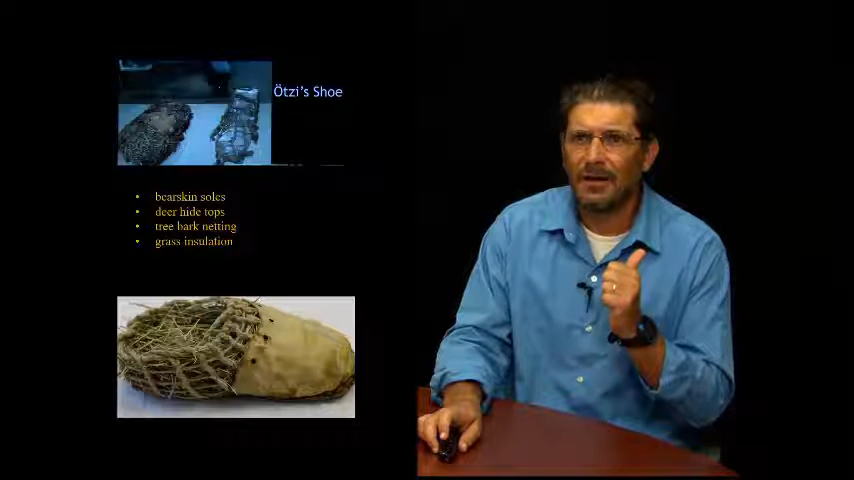 Ötzi's Shoe
• bearskin soles
• deer hide tops
• tree bark netting
• grass insulation